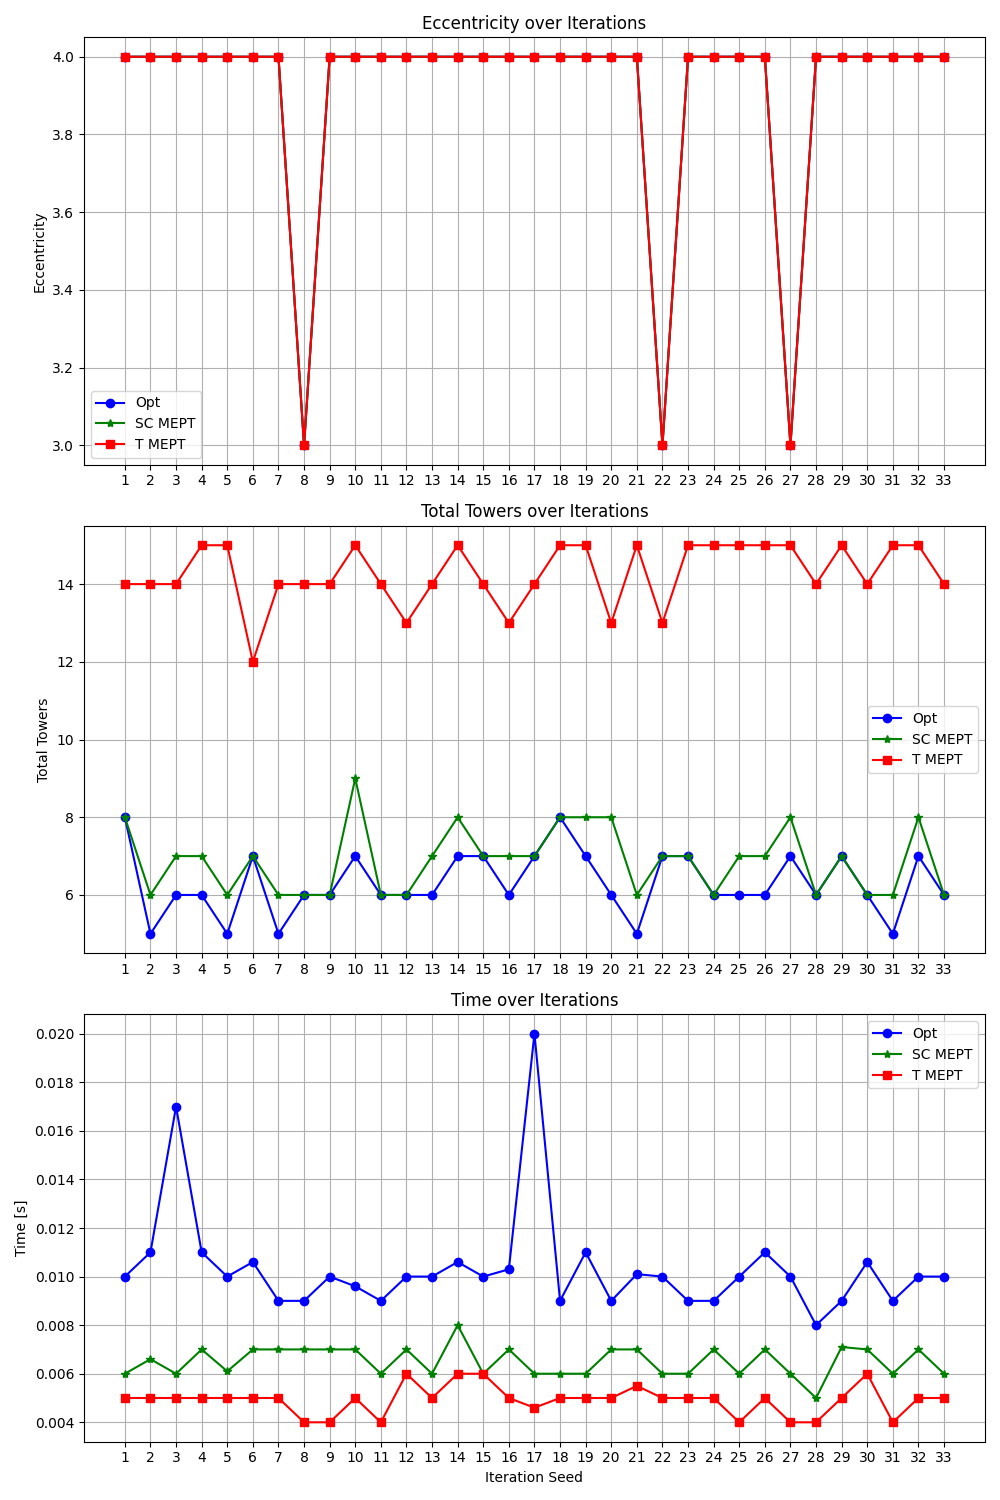 Eccentricity over Iterations
4.0
3.8
3.6
3.4
3.2
3.0
Eccentricity
Opt
SC MEPT
T MEPT
1 2 3 4 5 6 7 8 9 10 11 12 13 14 15 16 17 18 19 20 21 22 23 24 25 26 27 28 29 30 31 32 33
Total Towers over Iterations
14
12
10
8
6
Total Towers
Opt
SC MEPT
T MEPT
1 2 3 4 5 6 7 8 9 10 11 12 13 14 15 16 17 18 19 20 21 22 23 24 25 26 27 28 29 30 31 32 33
Time over Iterations
0.020
0.018
0.016
0.014
0.012
0.010
0.008
0.006
0.004
Time [s]
Opt
SC MEPT
T MEPT
1 2 3 4 5 6 7 8 9 10 11 12 13 14 15 16 17 18 19 20 21 22 23 24 25 26 27 28 29 30 31 32 33
Iteration Seed